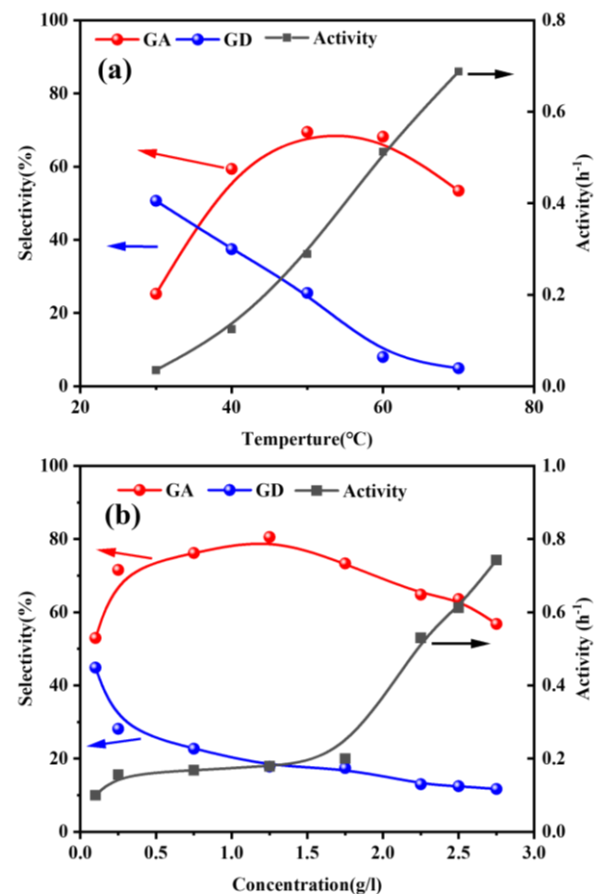 100
0.8
GA
GD
Activity
(a)
80
0.6
60
0.4
40
0.2
20
0
0.0
20
40
60
80
Selectivity(%)
Activity(h-1)
Temperture(℃)
100
1.0
GA
GD
Activity
(b)
80
0.8
60
0.6
40
0.4
20
0.2
0
0.0
0.0
0.5
1.0
1.5
2.0
2.5
3.0
Selectivity(%)
Activity (h-1)
Concentration(g/l)